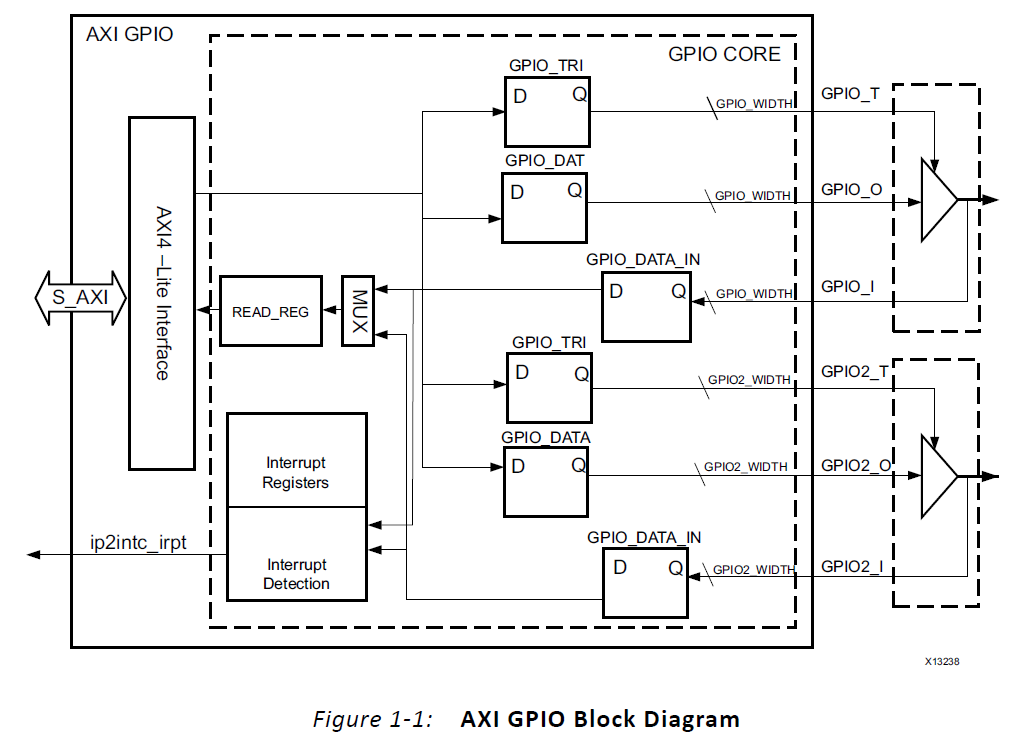 AXI GPIO
GPIO CORE
GPIO_TRI
D Q
GPIO_WIDTH
GPIO_T
GPIO_DAT
D Q
GPIO_WIDTH
GPIO_O
AXI4 –Lite Interface
S_AXI
READ_REG
MUX
GPIO_DATA_IN
D Q
GPIO_WIDTH
GPIO_I
GPIO_TRI
D Q
GPIO2_WIDTH
GPIO2_T
GPIO_DATA
D Q
GPIO2_WIDTH
GPIO2_O
Interrupt
Registers
Interrupt
Detection
ip2intc_irpt
GPIO_DATA_IN
D Q
GPIO2_WIDTH
GPIO2_I
X13238
Figure 1-1: AXI GPIO Block Diagram